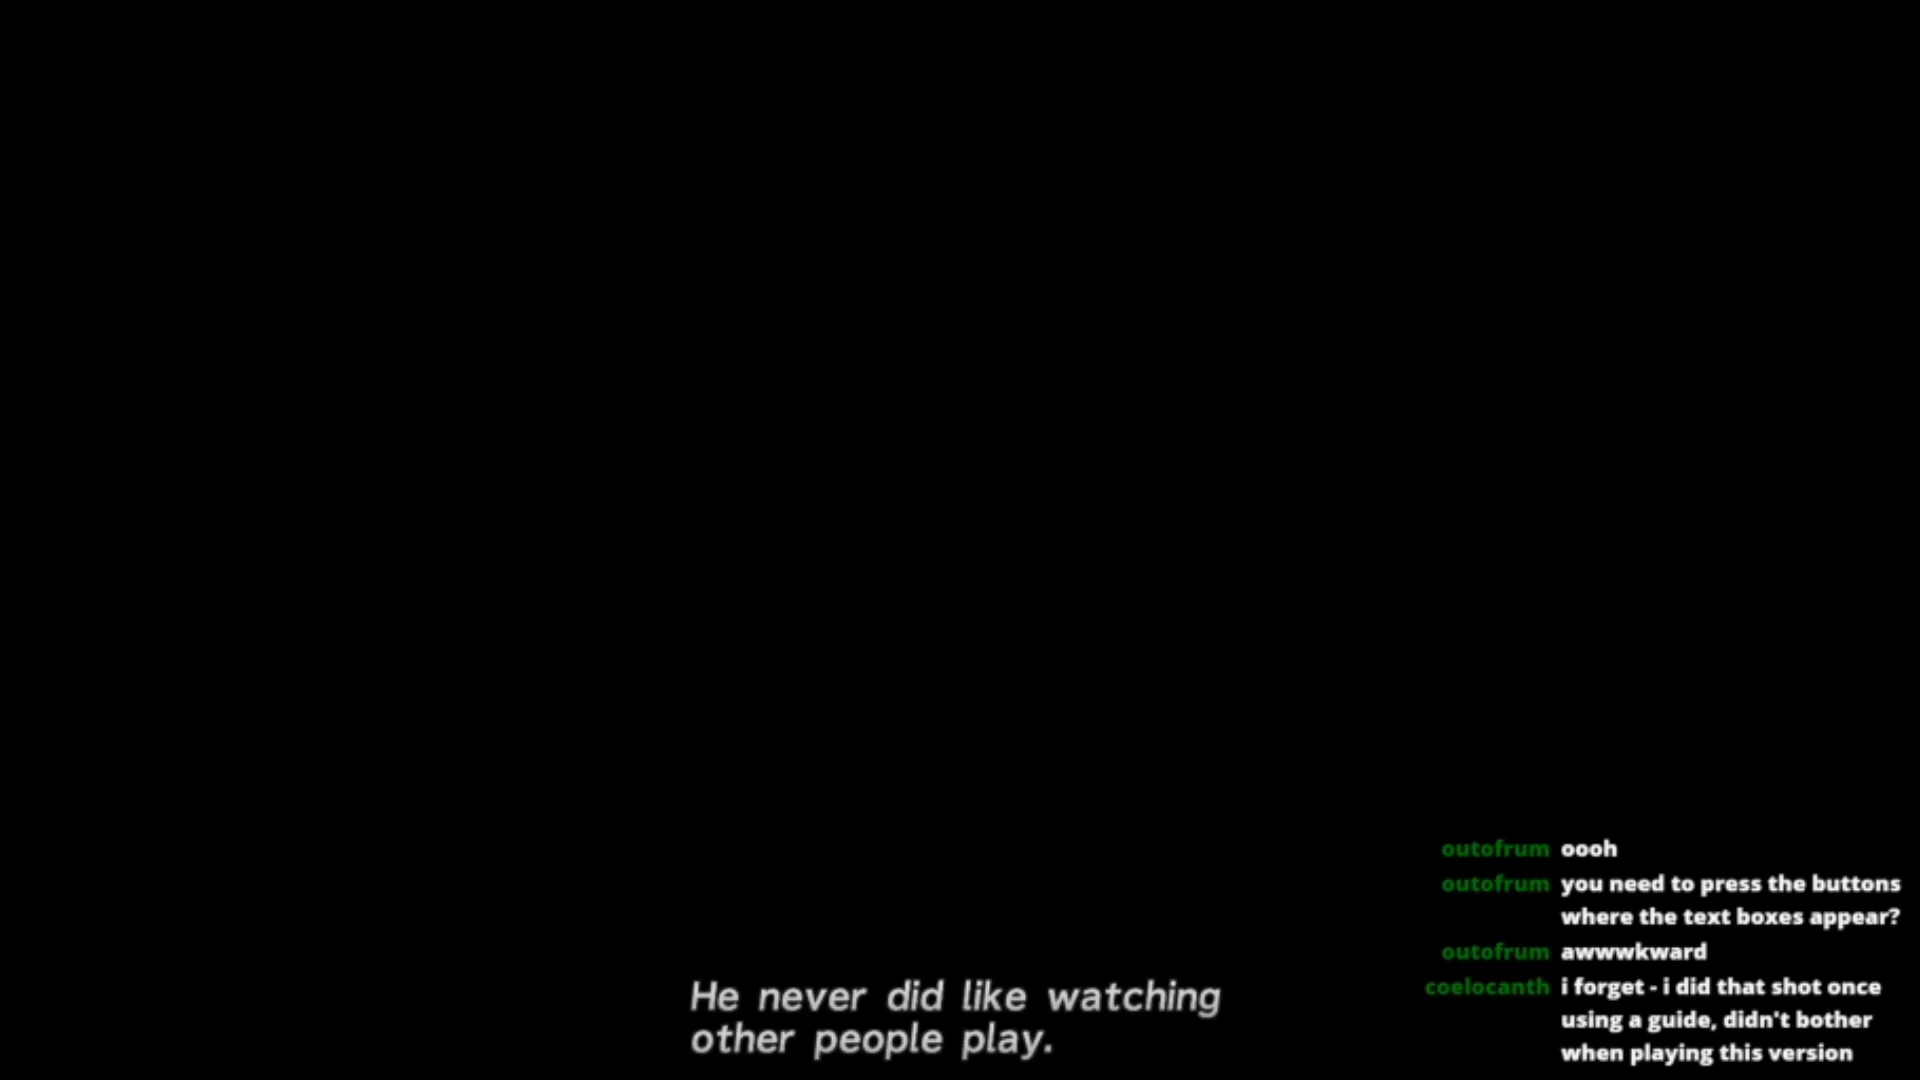 outofrum oooh
outofrum you need to press the buttons
where the text boxes appear?
outofrum awwwkward
coelocanth i forget - i did that shot once
using a guide, didn't bother
when playing this version
He never did like watching
other people play.